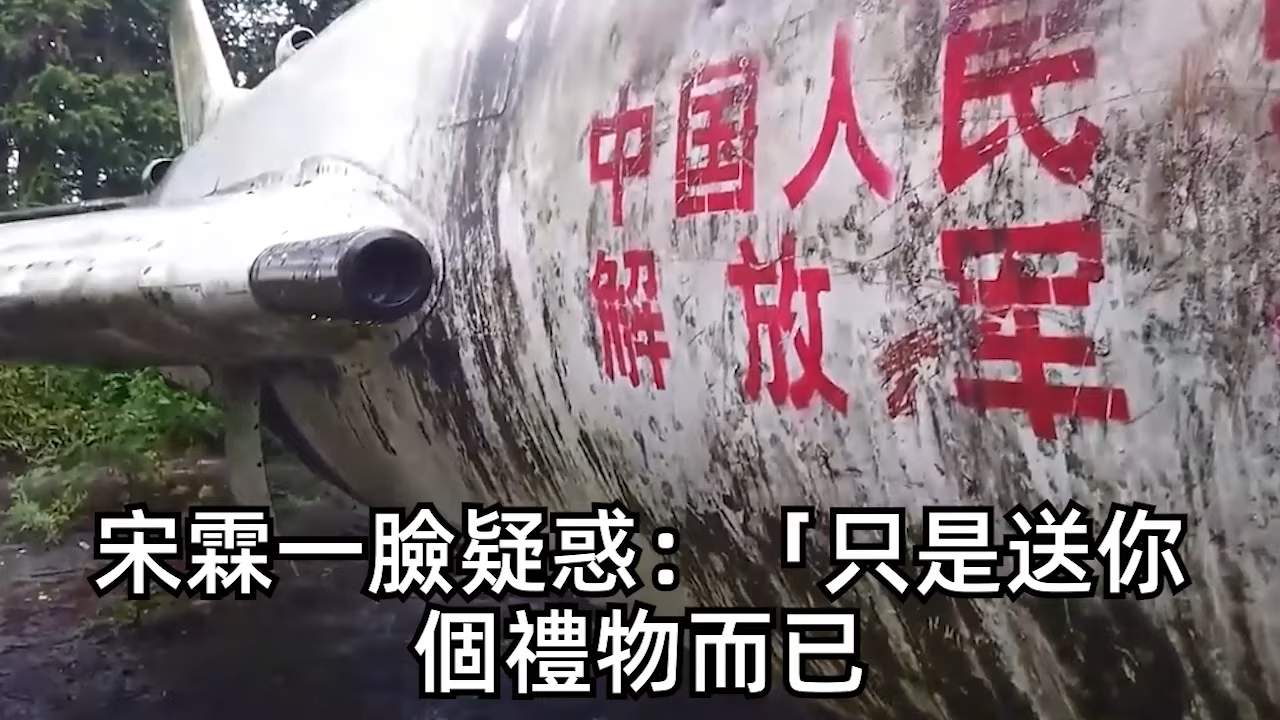 中国人民
解放军
宋霖一臉疑惑：「只是送你
個禮物而已